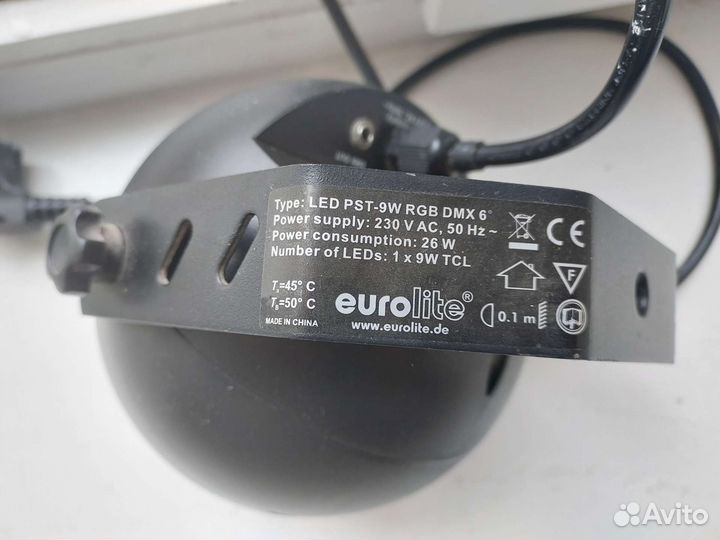 Type: LED PST-9W RGB DMX 6°
Power supply: 230 V AC, 50 Hz ~
Power consumption: 26 W
Number of LEDs: 1 x 9W TCL
CE
F
Ta=45° C
TB=50° C
MADE IN CHINA
eurolite®
www.eurolite.de
0.1 m
Avito